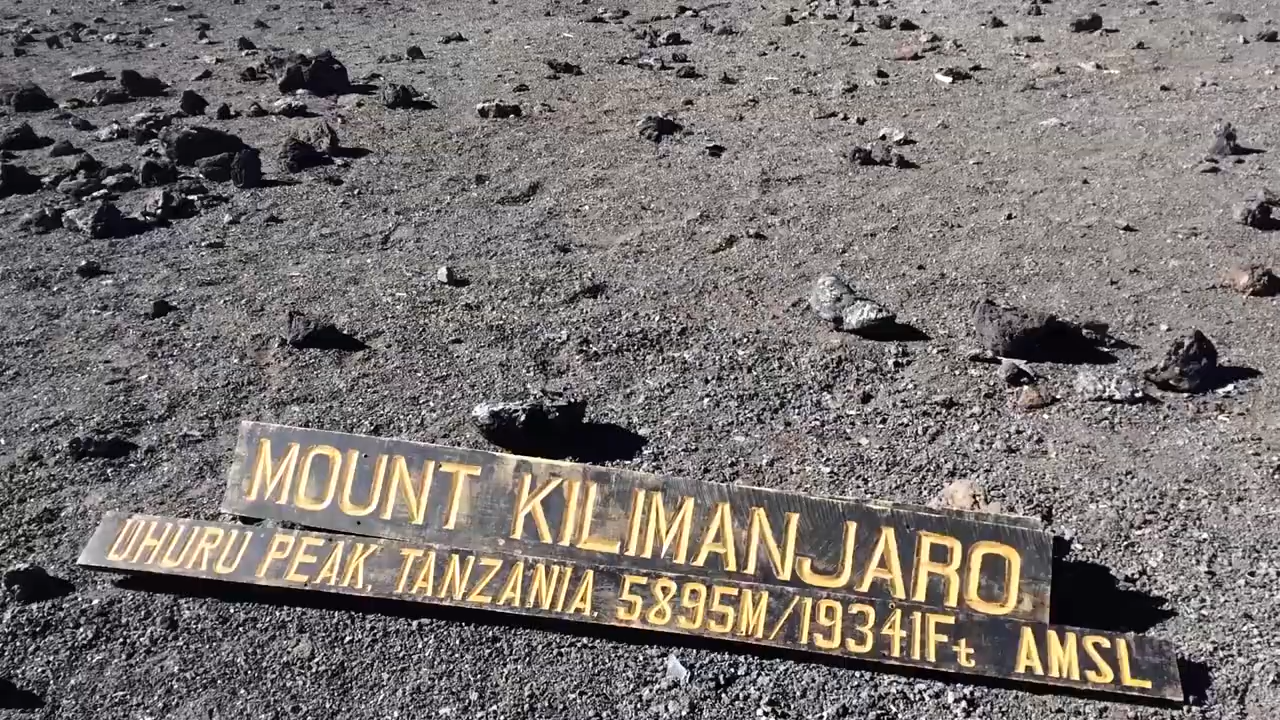 MOUNT KILIMANJARO
UHURU PEAK, TANZANIA, 5895M/19341Ft AMSL